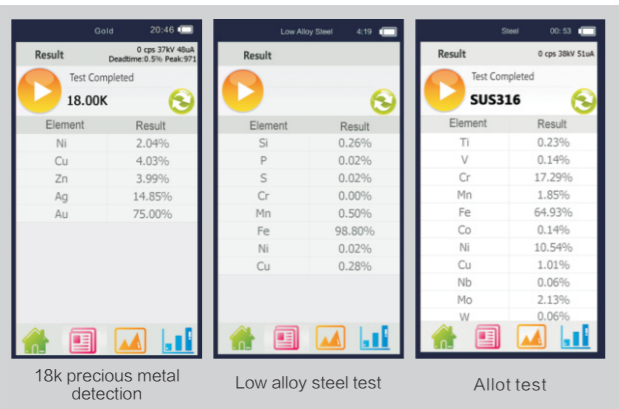 Gold 20:46
Result 0 cps 37kV 48uA
Deadtime:0.5% Peak:971
Test Completed
18.00K
Element Result
Ni 2.04%
Cu 4.03%
Zn 3.99%
Ag 14.85%
Au 75.00%
18k precious metal
detection
Low Alloy Steel 4:19
Result
Element Result
Si 0.26%
P 0.02%
S 0.02%
Cr 0.00%
Mn 0.50%
Fe 98.80%
Ni 0.02%
Cu 0.28%
Low alloy steel test
Steel 00: 53
Result 0 cps 38kV 51uA
Test Completed
SUS316
Element Result
Ti 0.23%
V 0.14%
Cr 17.29%
Mn 1.85%
Fe 64.93%
Co 0.14%
Ni 10.54%
Cu 1.01%
Nb 0.06%
Mo 2.13%
W 0.06%
Allot test